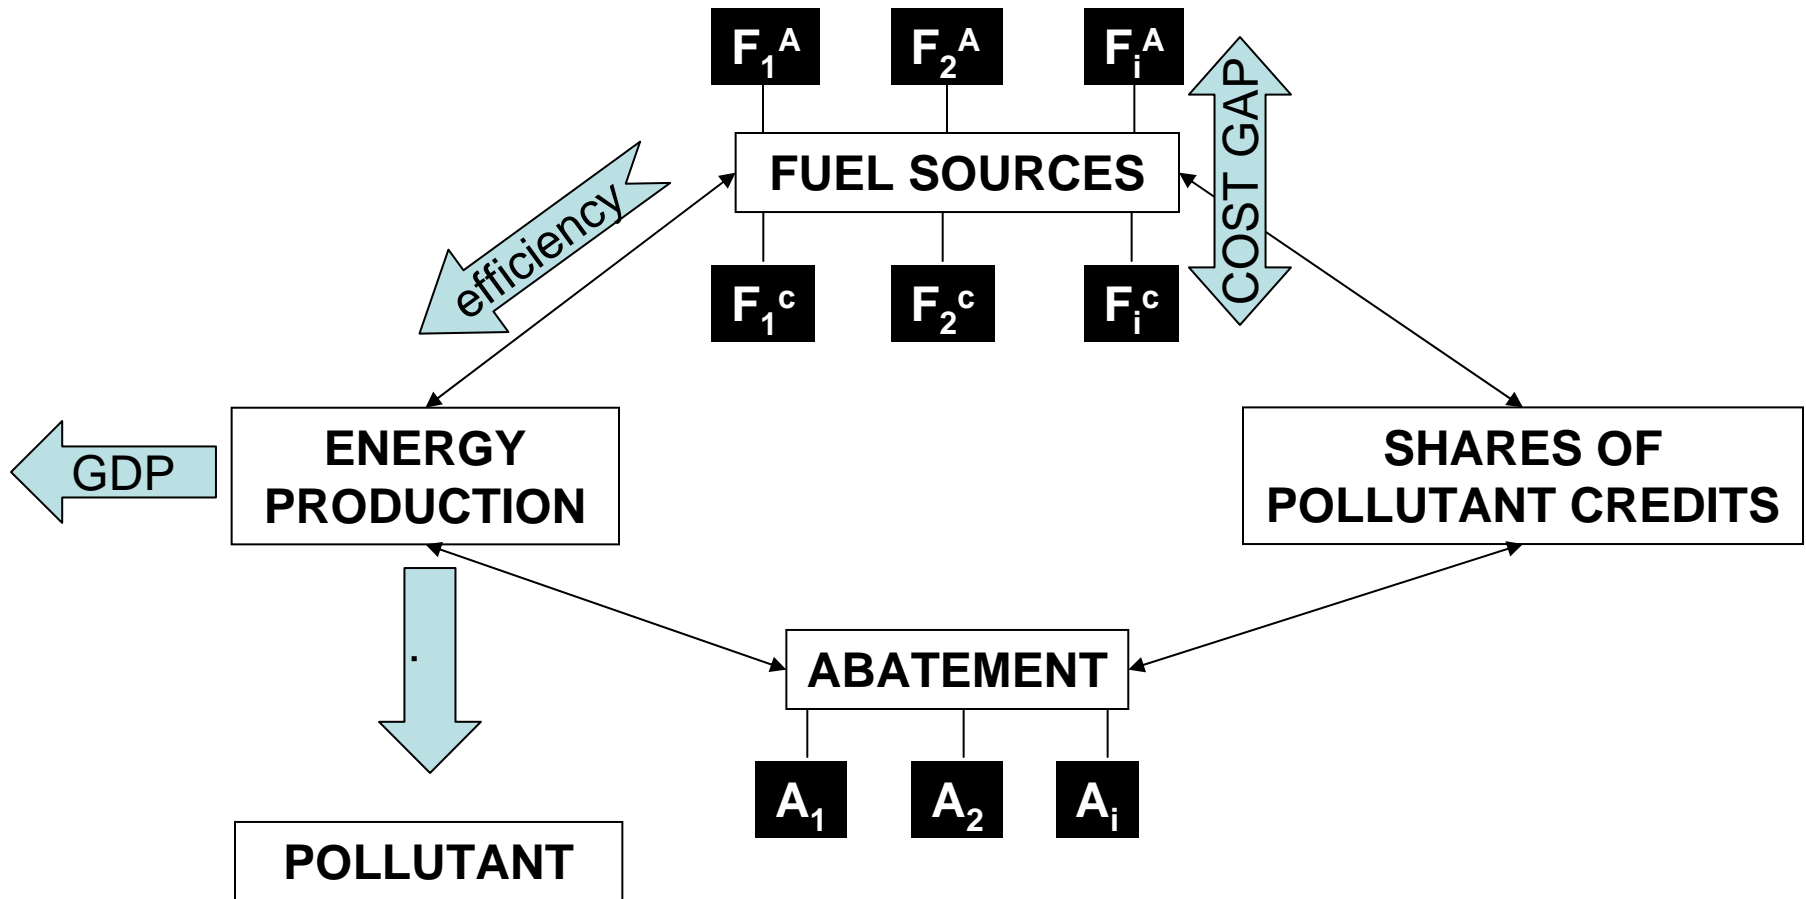 F₁ᴬ F₂ᴬ Fᵢᴬ
COST GAP
FUEL SOURCES
efficiency
F₁ᶜ F₂ᶜ Fᵢᶜ
GDP
ENERGY
PRODUCTION
SHARES OF
POLLUTANT CREDITS
.
ABATEMENT
A₁ A₂ Aᵢ
POLLUTANT